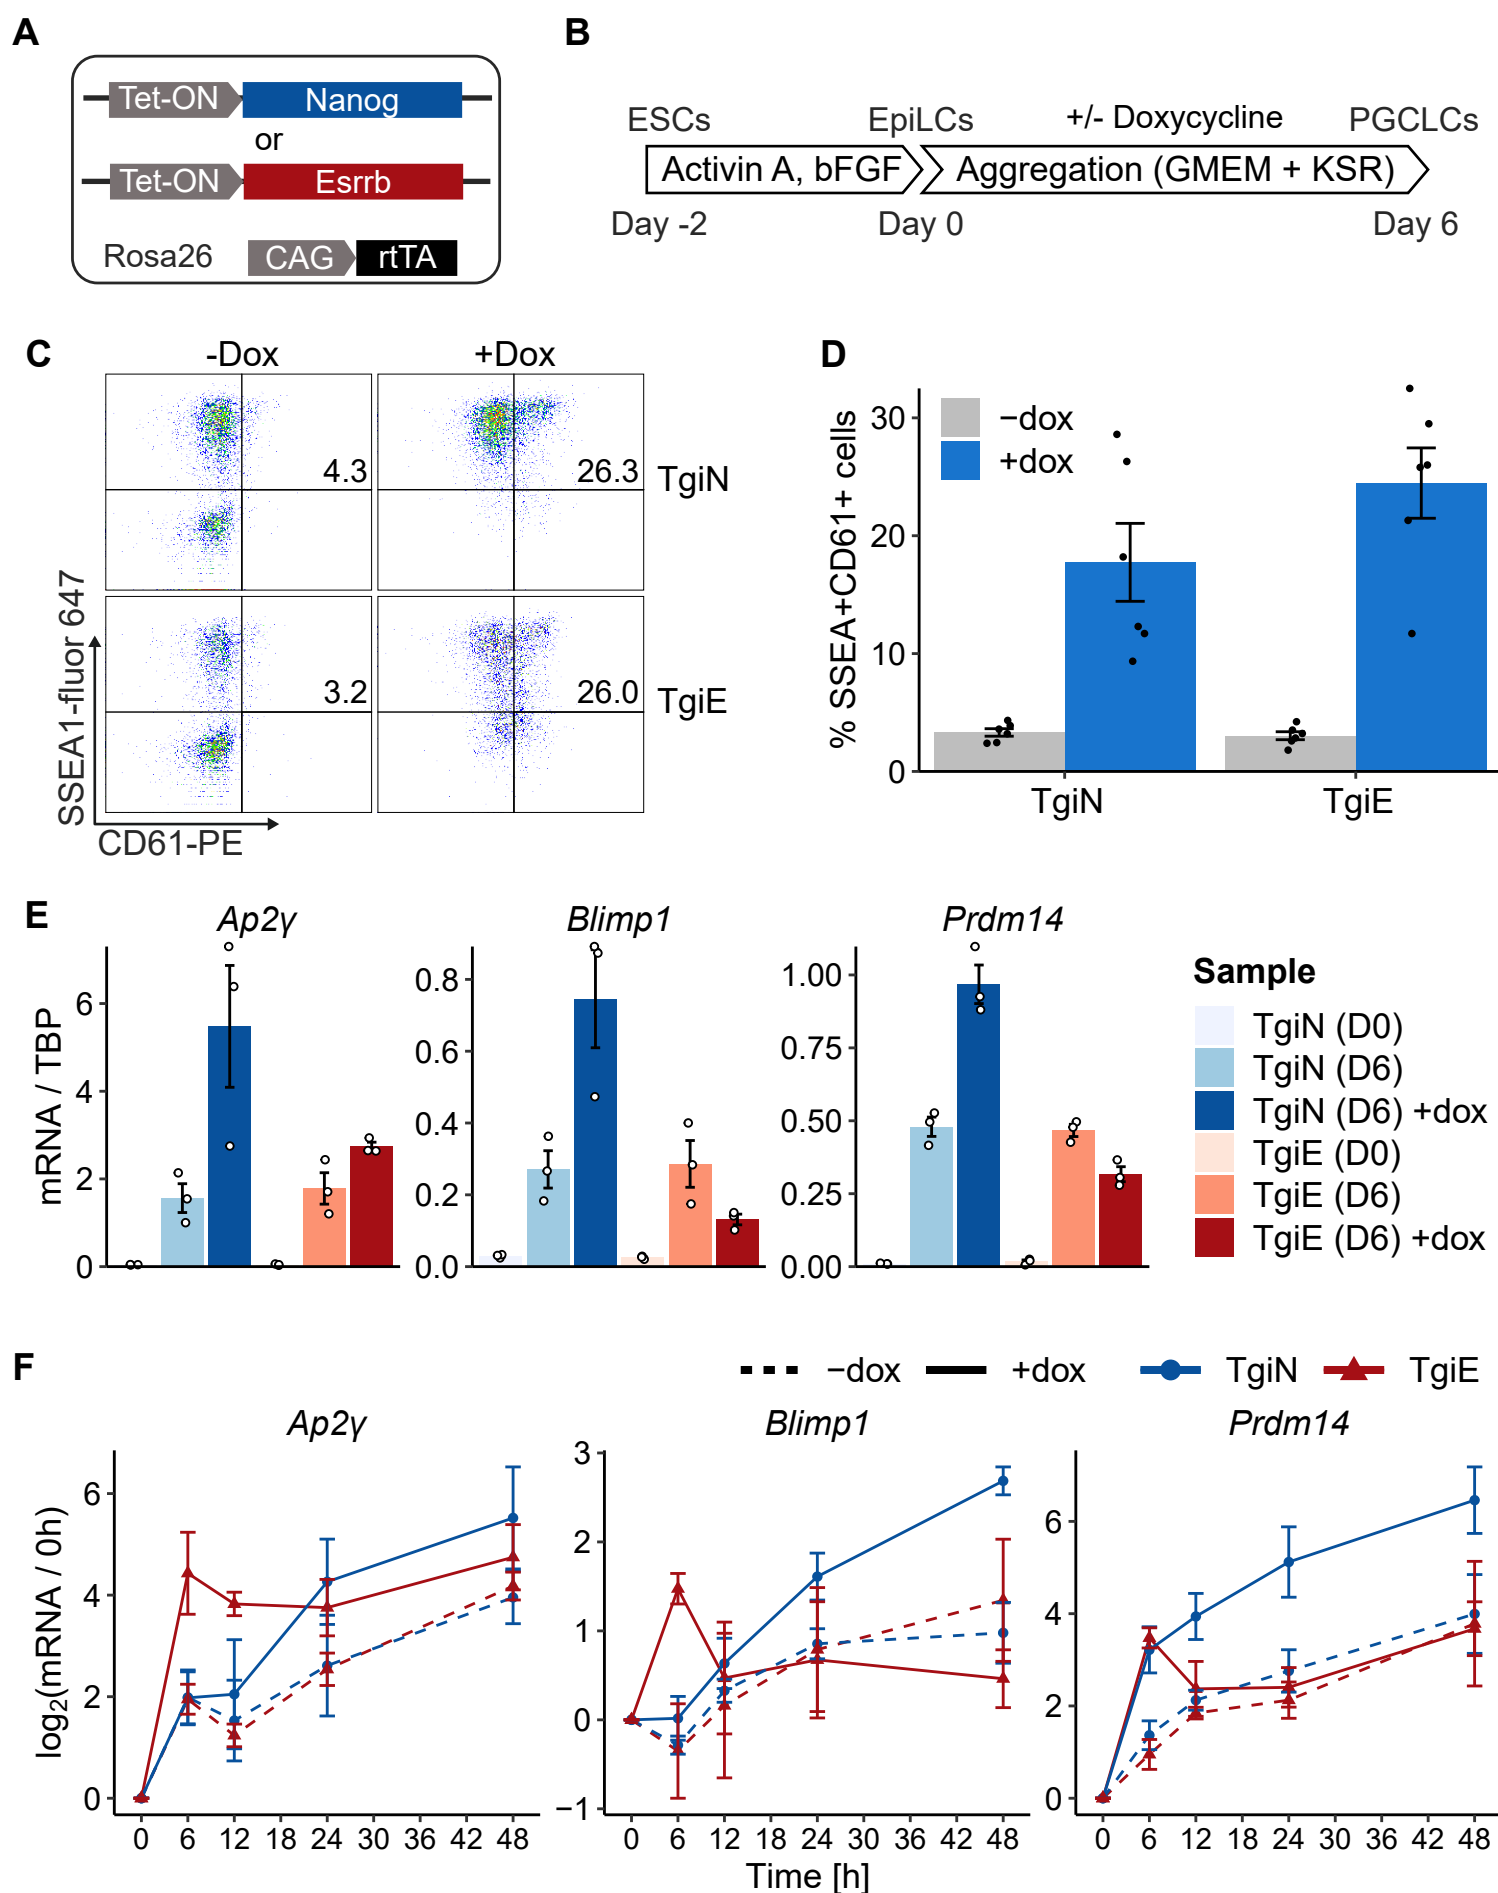 A
Tet-ON Nanog
or
Tet-ON Esrrb
Rosa26 CAG rtTA
B
ESCs EpiLCs +/- Doxycycline PGCLCs
Activin A, bFGF Aggregation (GMEM + KSR)
Day -2 Day 0 Day 6
C
-Dox +Dox
4.3 26.3 TgiN
3.2 26.0 TgiE
SSEA1-fluor 647
CD61-PE
D
% SSEA+CD61+ cells
30
20
10
0
−dox
+dox
TgiN TgiE
E
mRNA / TBP
Ap2γ
6
4
2
0
Blimp1
0.8
0.6
0.4
0.2
0.0
Prdm14
1.00
0.75
0.50
0.25
0.00
Sample
TgiN (D0)
TgiN (D6)
TgiN (D6) +dox
TgiE (D0)
TgiE (D6)
TgiE (D6) +dox
F
−dox +dox TgiN TgiE
log2(mRNA / 0h)
Ap2γ
6
4
2
0
0 6 12 18 24 30 36 42 48
Blimp1
3
2
1
0
−1
0 6 12 18 24 30 36 42 48
Prdm14
6
4
2
0
0 6 12 18 24 30 36 42 48
Time [h]